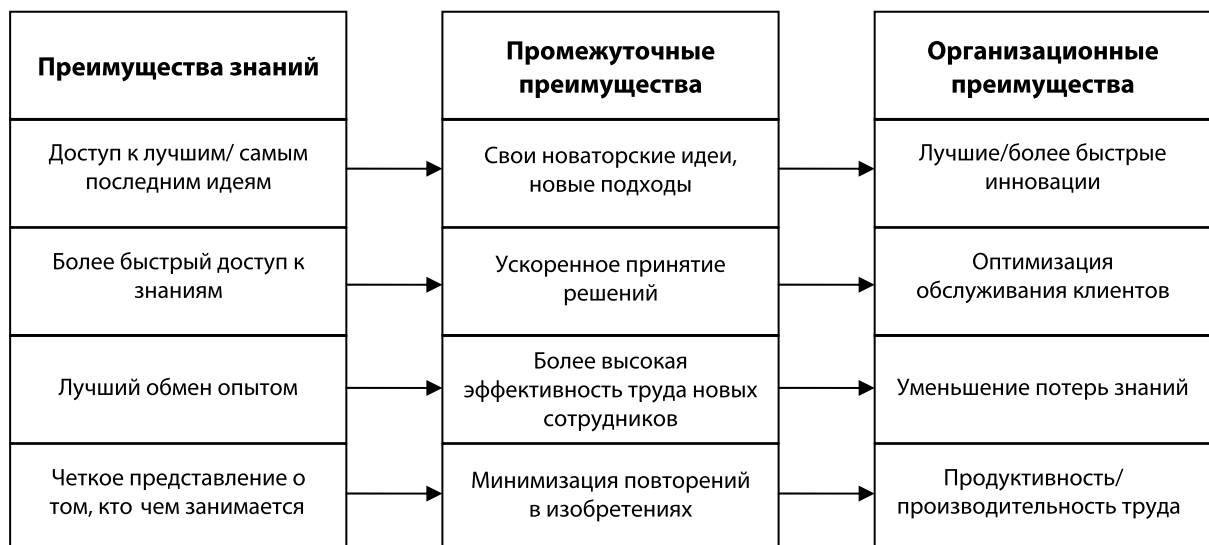 Преимущества знаний
Промежуточные
преимущества
Организационные
преимущества
Доступ к лучшим/ самым
последним идеям
Свои новаторские идеи,
новые подходы
Лучшие/более быстрые
инновации
Более быстрый доступ к
знаниям
Ускоренное принятие
решений
Оптимизация
обслуживания клиентов
Лучший обмен опытом
Более высокая
эффективность труда новых
сотрудников
Уменьшение потерь знаний
Четкое представление о
том, кто чем занимается
Минимизация повторений
в изобретениях
Продуктивность/
производительность труда